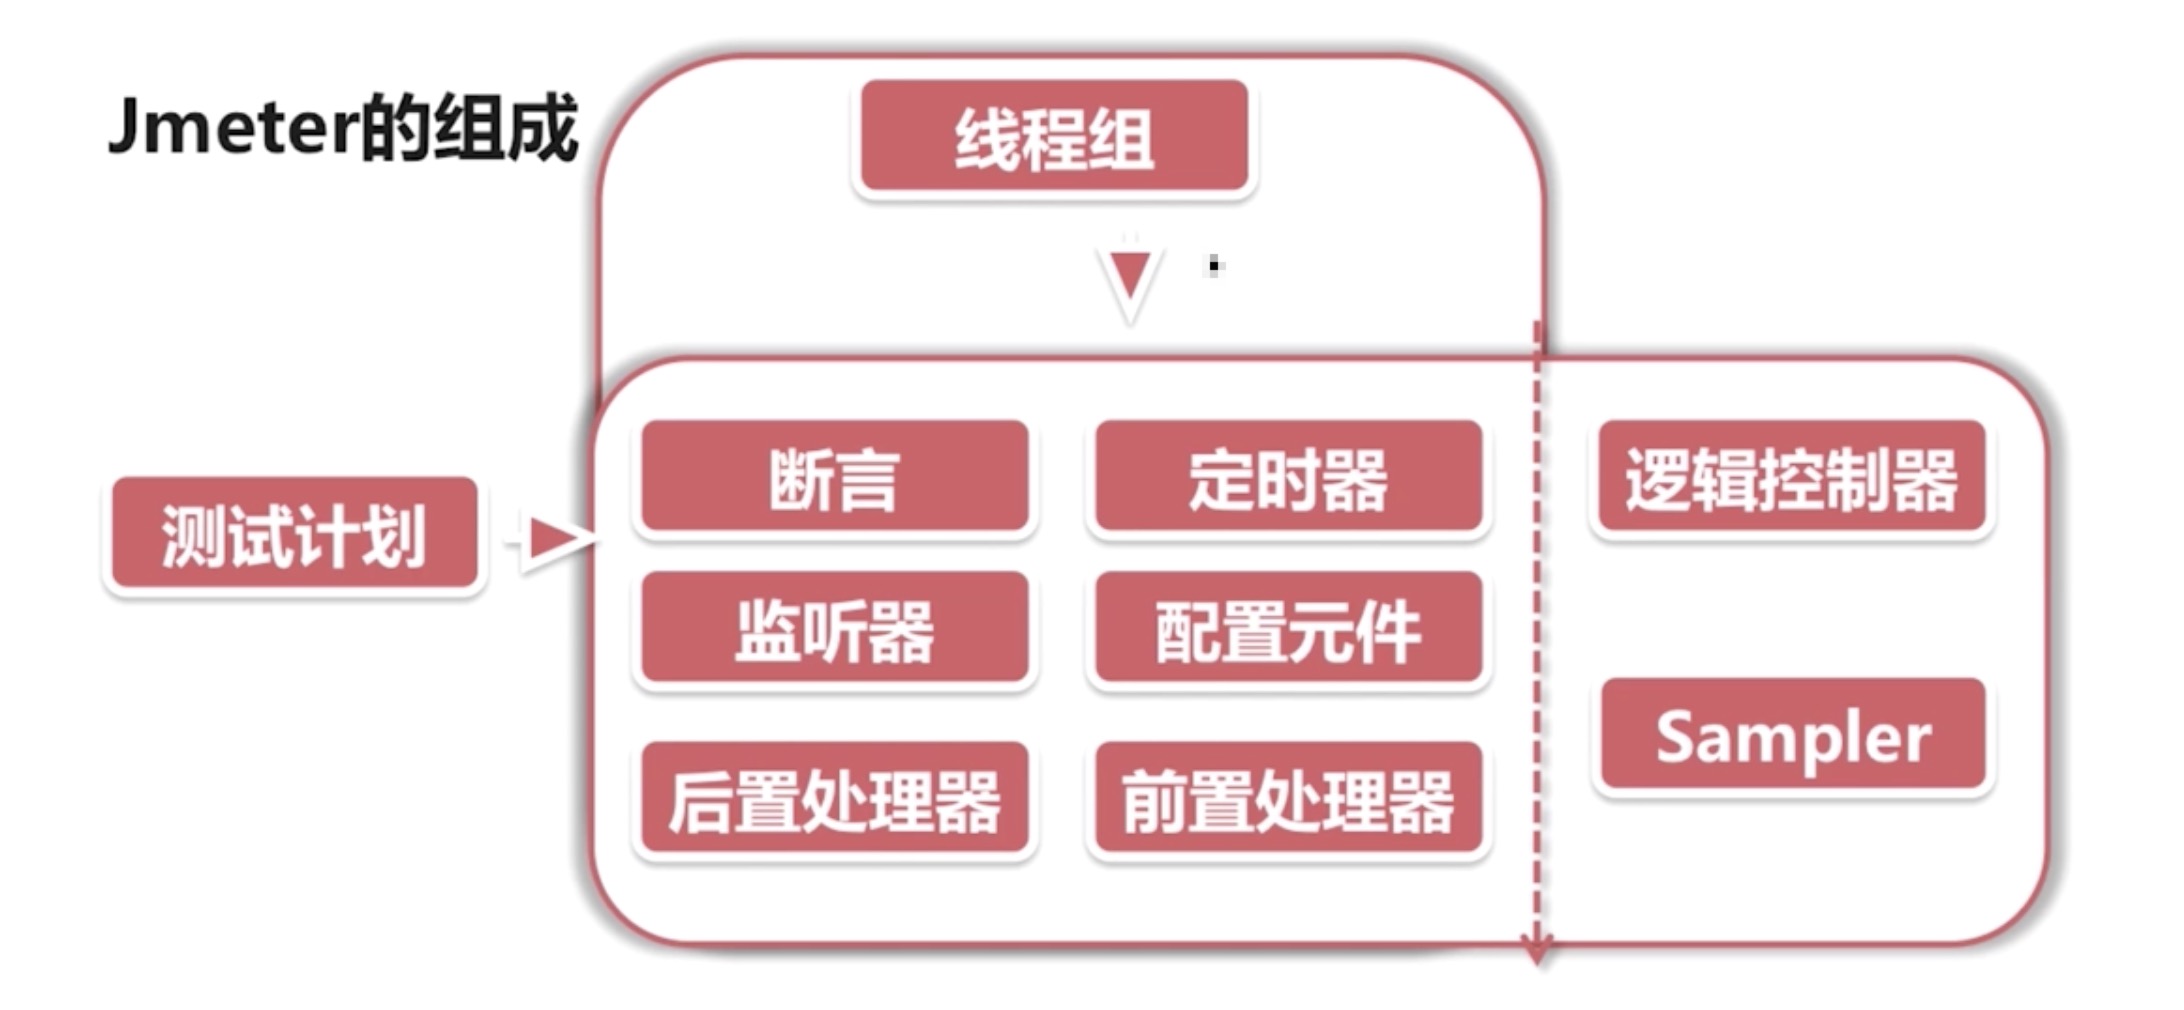 Jmeter的组成
线程组
测试计划
断言
定时器
逻辑控制器
监听器
配置元件
Sampler
后置处理器
前置处理器